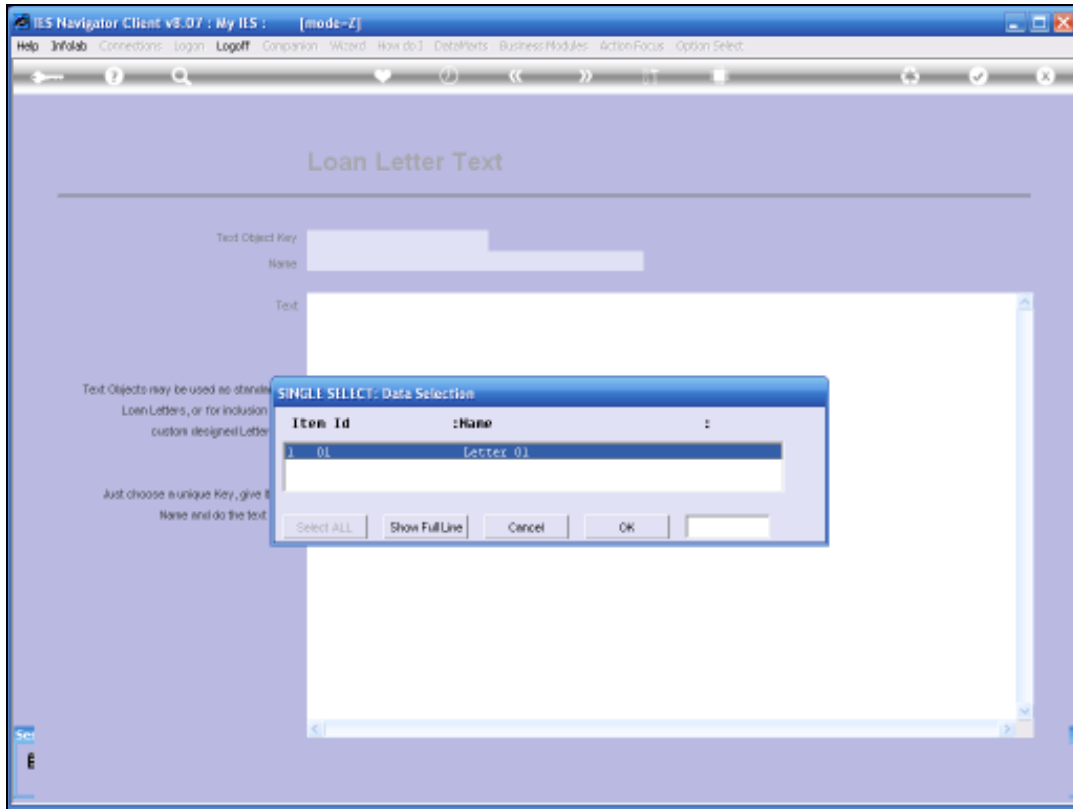 IES Navigator Client v8.07 : My IES : [mode=Z]
Help Infolab Connections Logon Logoff Companion Wizard How do I DataMerts Business Modules Action Focus Option Select
Loan Letter Text
Text Object Key
Name
Text
Text Objects may be used as
Loan Letters, or for inclusion
custom designed Letter
Just choose a unique Key, give
Name and do the text
SINGLE SELECT: Data Selection
Item Id :Name :
1 01 Letter 01
Select ALL Show Full Line Cancel OK